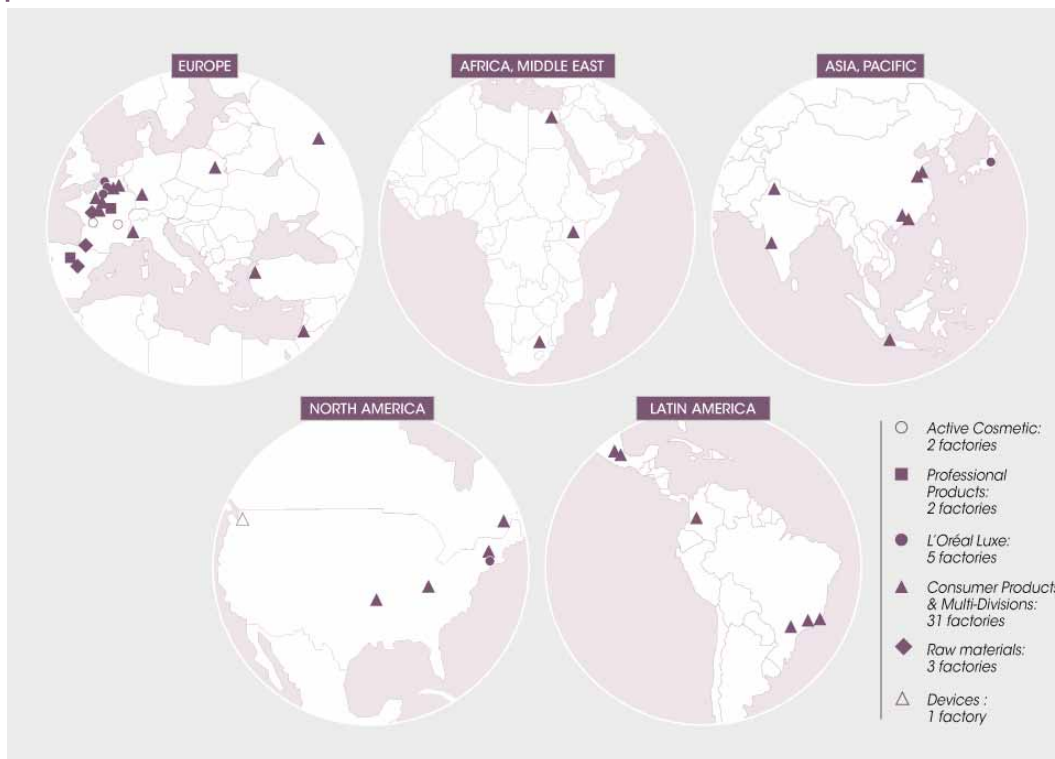 EUROPE
AFRICA, MIDDLE EAST
ASIA, PACIFIC
NORTH AMERICA
LATIN AMERICA
Active Cosmetic:
2 factories
Professional
Products:
2 factories
L'Oréal Luxe:
5 factories
Consumer Products
& Multi-Divisions:
31 factories
Raw materials:
3 factories
Devices :
1 factory